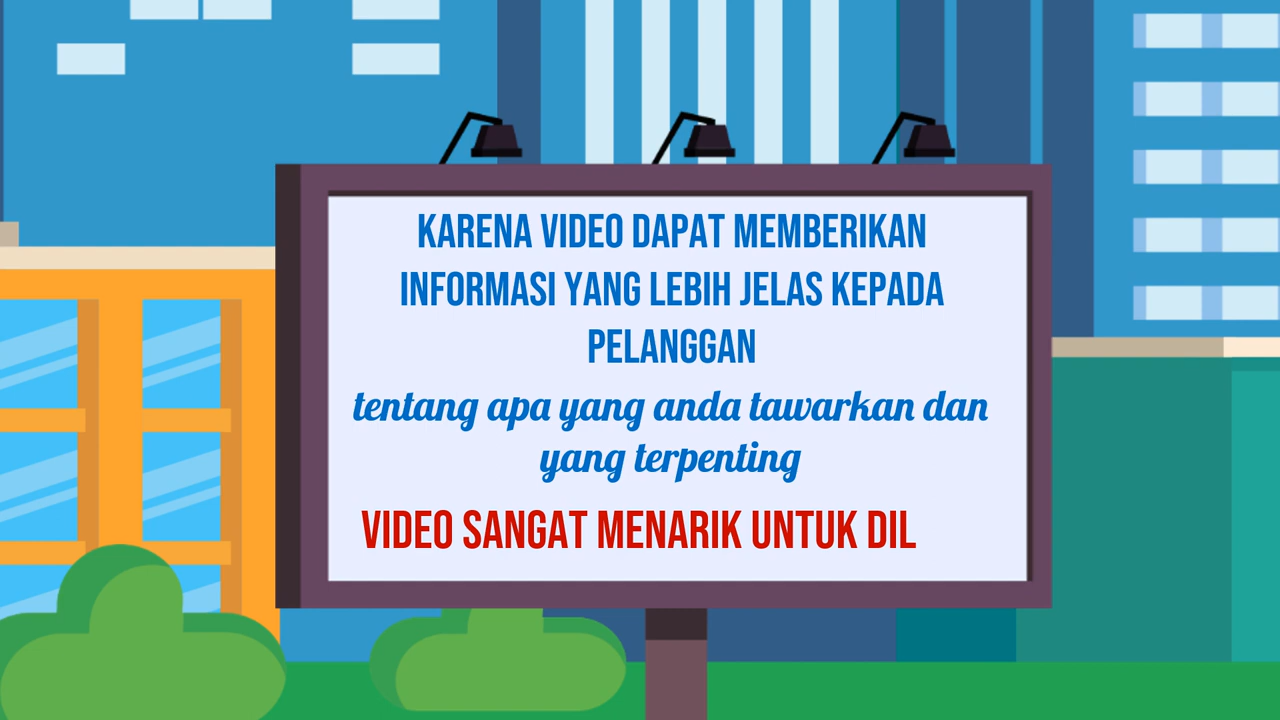 KARENA VIDEO DAPAT MEMBERIKAN
INFORMASI YANG LEBIH JELAS KEPADA
PELANGGAN
tentang apa yang anda tawarkan dan
yang terpenting
VIDEO SANGAT MENARIK UNTUK DIL